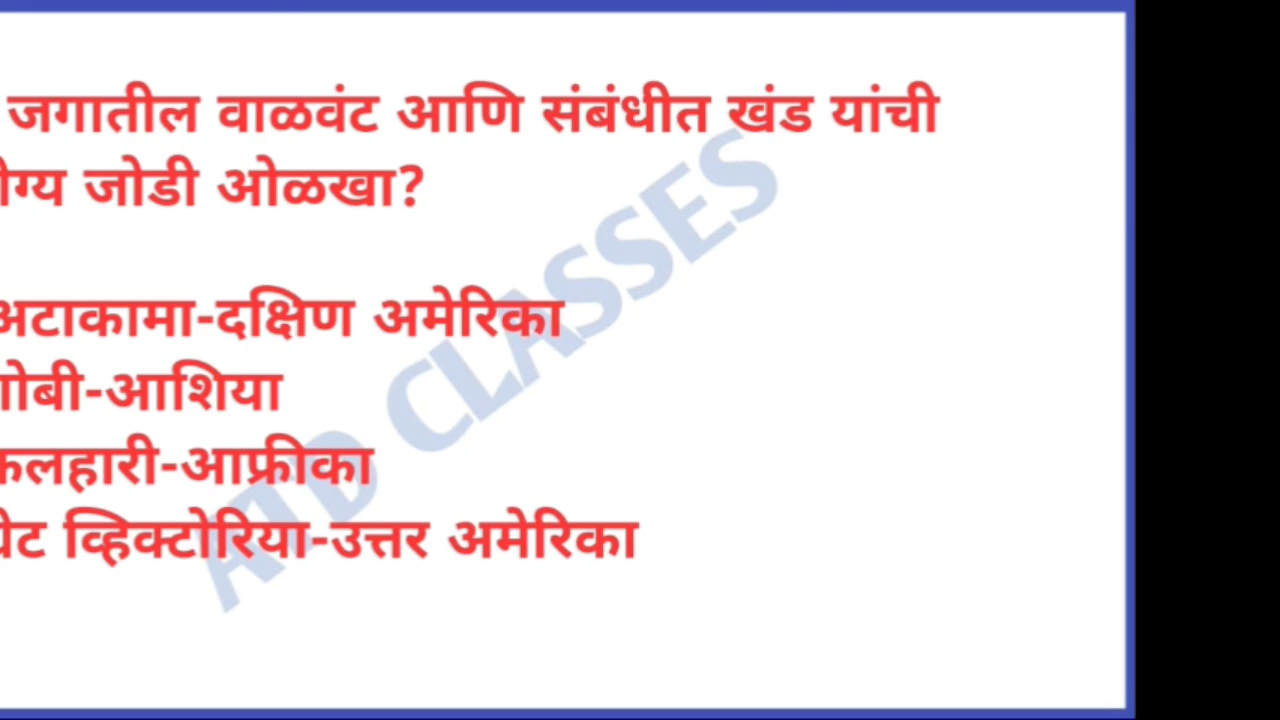 जगातील वाळवंट आणि संबंधीत खंड यांची
जोडी ओळखा?
अटाकामा-दक्षिण अमेरिका
गोबी-आशिया
कलहारी-आफ्रीका
व्हिक्टोरिया-उत्तर अमेरिका
ATD CLASSES